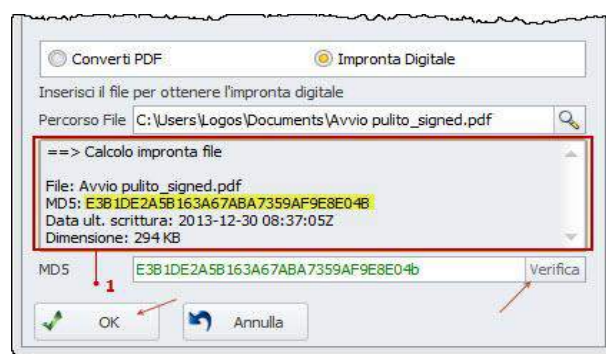 Converti PDF Impronta Digitale
Inserisci il file per ottenere l'impronta digitale
Percorso File C:\Users\Logos\Documents\Avvio pulito_signed.pdf
==> Calcolo impronta file
File: Avvio pulito_signed.pdf
MD5: E3B1DE2A5B163A67ABA7359AF9E8E04B
Data ult. scrittura: 2013-12-30 08:37:05Z
Dimensione: 294 KB
MD5 E3B1DE2A5B163A67ABA7359AF9E8E04b Verifica
1
OK Annulla